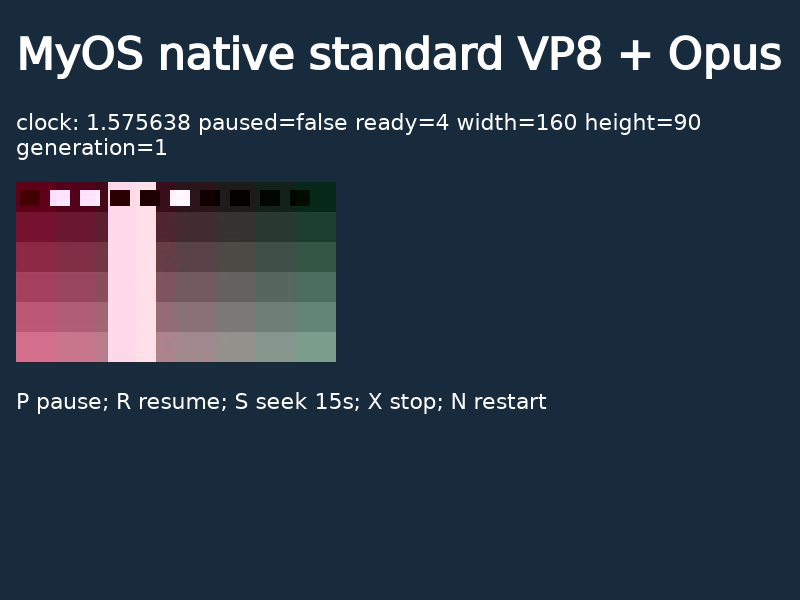 MyOS native standard VP8 + Opus
clock: 1.575638 paused=false ready=4 width=160 height=90
generation=1
P pause; R resume; S seek 15s; X stop; N restart